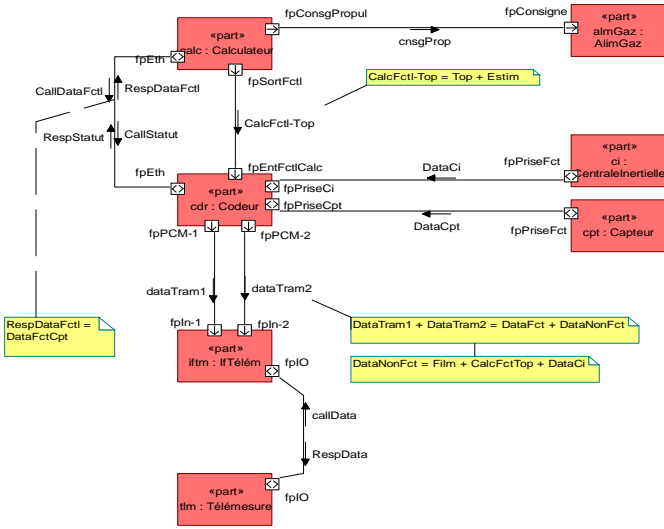 fpConsgPropul
fpConsigne
«part»
calc : Calculateur
cnsgProp
«part»
almGaz :
AlimGaz
fpEth
fpSortFctl
CallDataFctl
RespDataFctl
CalcFctl-Top = Top + Estim
CalcFctl-Top
RespStatut
CallStatut
fpEth
fpEntFctlCalc
DataCi
fpPriseFct
«part»
ci :
CentraleInertielle
«part»
cdr : Codeur
fpPriseCi
fpPriseCpt
DataCpt
fpPriseFct
«part»
cpt : Capteur
fpPCM-1
fpPCM-2
dataTram1
dataTram2
RespDataFctl =
DataFctCpt
fpIn-1
fpIn-2
DataTram1 + DataTram2 = DataFct + DataNonFct
«part»
iftm : IfTélém
fpIO
DataNonFct = Film + CalcFctTop + DataCi
callData
RespData
«part»
tlm : Télémesure
fpIO